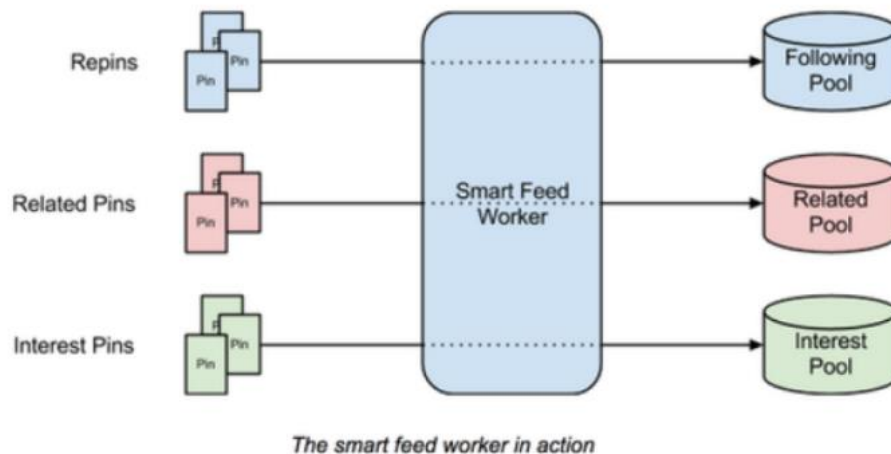 Repins
P
Pin
Pin
Following
Pool
Related Pins
P
Pin
Pin
Smart Feed
Worker
Related
Pool
Interest Pins
P
Pin
Pin
Interest
Pool
The smart feed worker in action